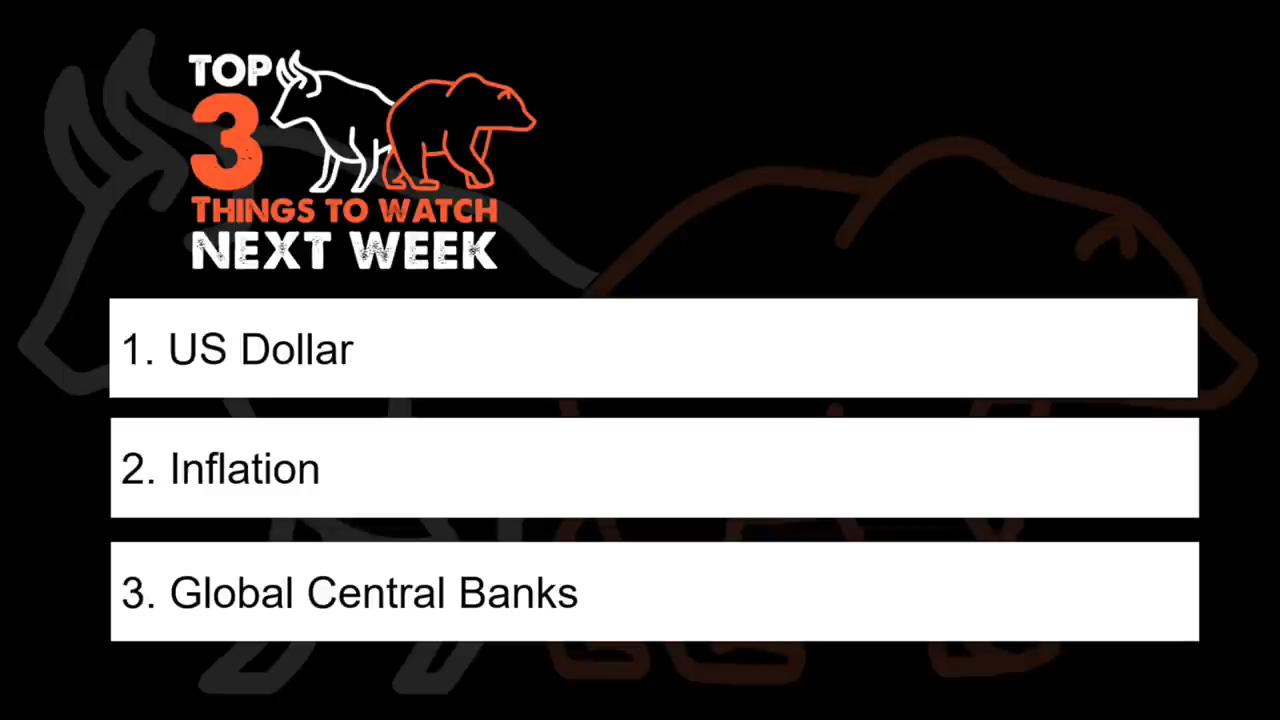 TOP
3
THINGS TO WATCH
NEXT WEEK
1. US Dollar
2. Inflation
3. Global Central Banks